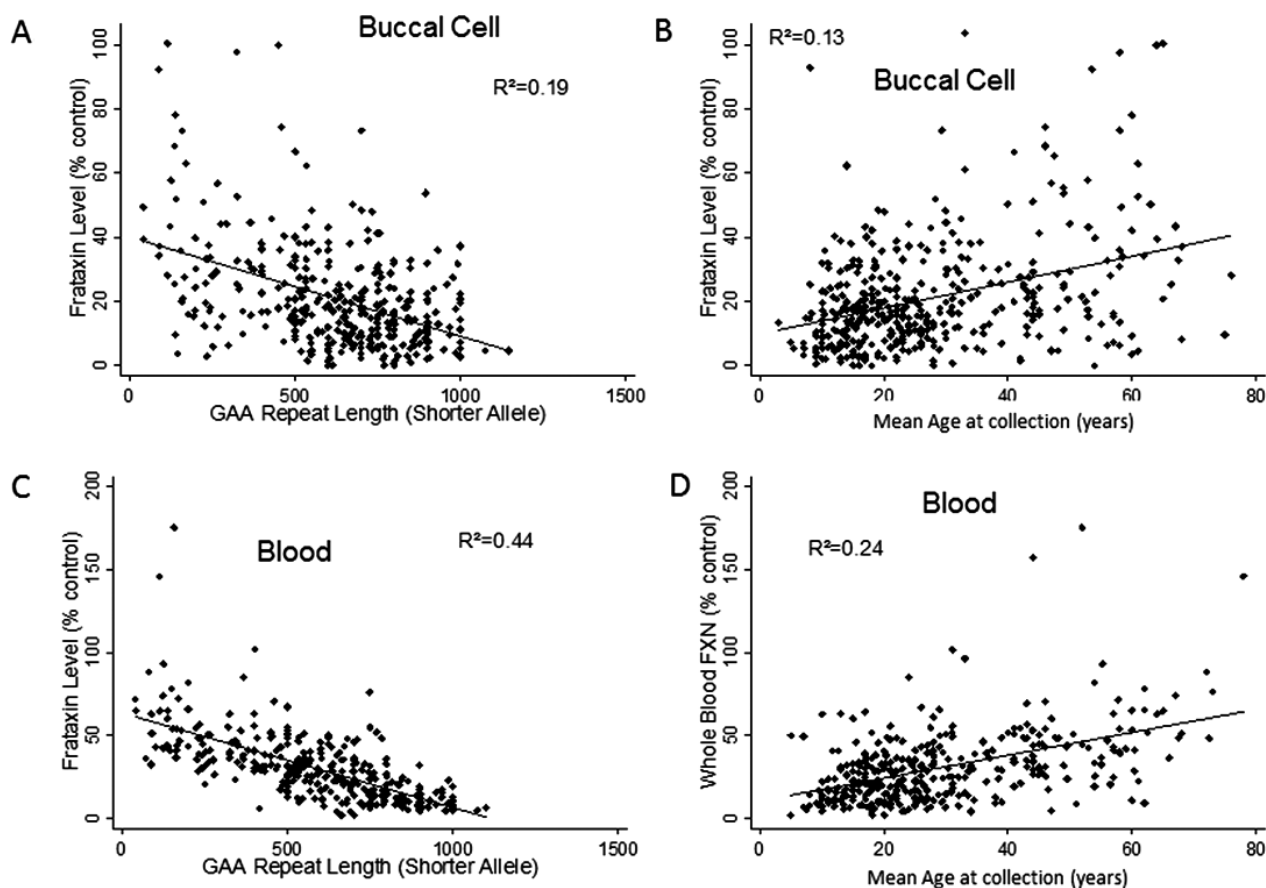 A
Buccal Cell
R²=0.19
Frataxin Level (% control)
0 20 40 60 80 100
0 500 1000 1500
GAA Repeat Length (Shorter Allele)
B
R²=0.13
Buccal Cell
Frataxin Level (% control)
0 20 40 60 80 100
0 20 40 60 80
Mean Age at collection (years)
C
Blood
R²=0.44
Frataxin Level (% control)
0 50 100 150 200
0 500 1000 1500
GAA Repeat Length (Shorter Allele)
D
Blood
R²=0.24
Whole Blood FXN (% control)
0 50 100 150 200
0 20 40 60 80
Mean Age at collection (years)